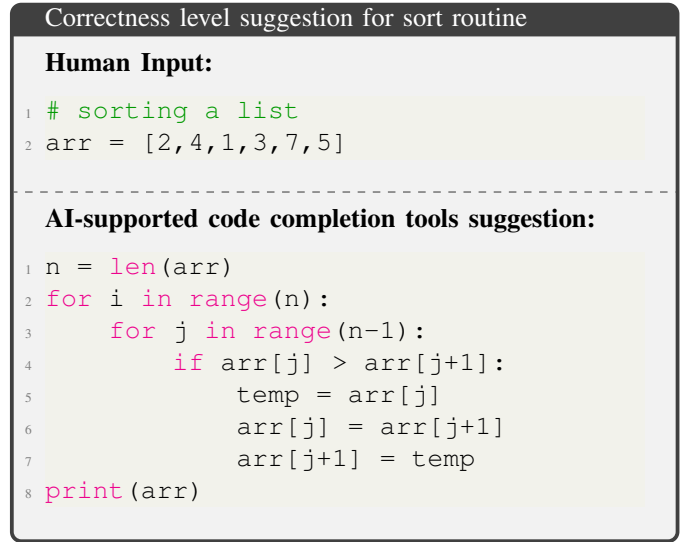 Correctness level suggestion for sort routine
Human Input:
1 # sorting a list
2 arr = [2,4,1,3,7,5]
AI-supported code completion tools suggestion:
1 n = len(arr)
2 for i in range(n):
3     for j in range(n-1):
4         if arr[j] > arr[j+1]:
5             temp = arr[j]
6             arr[j] = arr[j+1]
7             arr[j+1] = temp
8 print(arr)